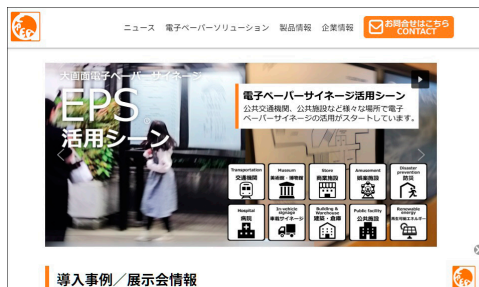 ニュース 電子ペーパーソリューション 製品情報 企業情報
お問合せはこちら
CONTACT
大画面電子ペーパーサイネージ
EPS
活用シーン
電子ペーパーサイネージ活用シーン
公共交通機関、公共施設など様々な場所で電子
ペーパーサイネージの活用がスタートしています。
Transportation
交通機関
Museum
美術館・博物館
Store
商業施設
Amusement
娯楽施設
Disaster
prevention
防災
Hospital
病院
In-vehicle
signage
車載サイネージ
Building &
Warehouse
建築・倉庫
Public facility
公共施設
Renewable
energy
再生可能エネルギー
導入事例／展示会情報